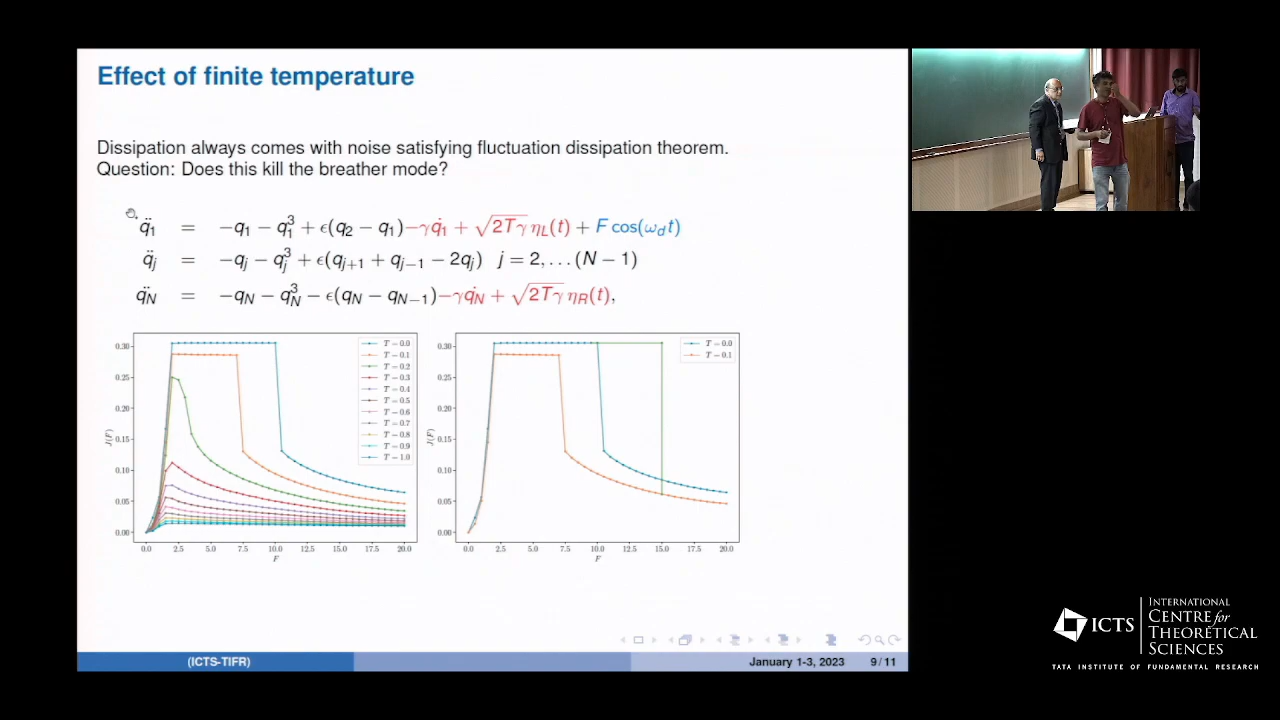 Effect of finite temperature
Dissipation always comes with noise satisfying fluctuation dissipation theorem.
Question: Does this kill the breather mode?
q̈₁ = −q₁ − q₁³ + ϵ(q₂ − q₁)−γq̇₁ + √2Tγ η_L(t) + F cos(ω_d t)
q̈ⱼ = −qⱼ − qⱼ³ + ϵ(qⱼ₊₁ + qⱼ₋₁ − 2qⱼ) j = 2, . . . (N − 1)
q̈_N = −q_N − q_N³ − ϵ(q_N − q_{N−1})−γq̇_N + √2Tγ η_R(t),
J(F)
0.30
0.25
0.20
0.15
0.10
0.05
0.00
T = 0.0
T = 0.1
T = 0.2
T = 0.3
T = 0.4
T = 0.5
T = 0.6
T = 0.7
T = 0.8
T = 0.9
T = 1.0
0.0 2.5 5.0 7.5 10.0 12.5 15.0 17.5 20.0
F
J(F)
0.30
0.25
0.20
0.15
0.10
0.05
0.00
T = 0.0
T = 0.1
0.0 2.5 5.0 7.5 10.0 12.5 15.0 17.5 20.0
F
(ICTS-TIFR) January 1-3, 2023 9 / 11
ICTS
INTERNATIONAL
CENTRE for
THEORETICAL
SCIENCES
TATA INSTITUTE OF FUNDAMENTAL RESEARCH